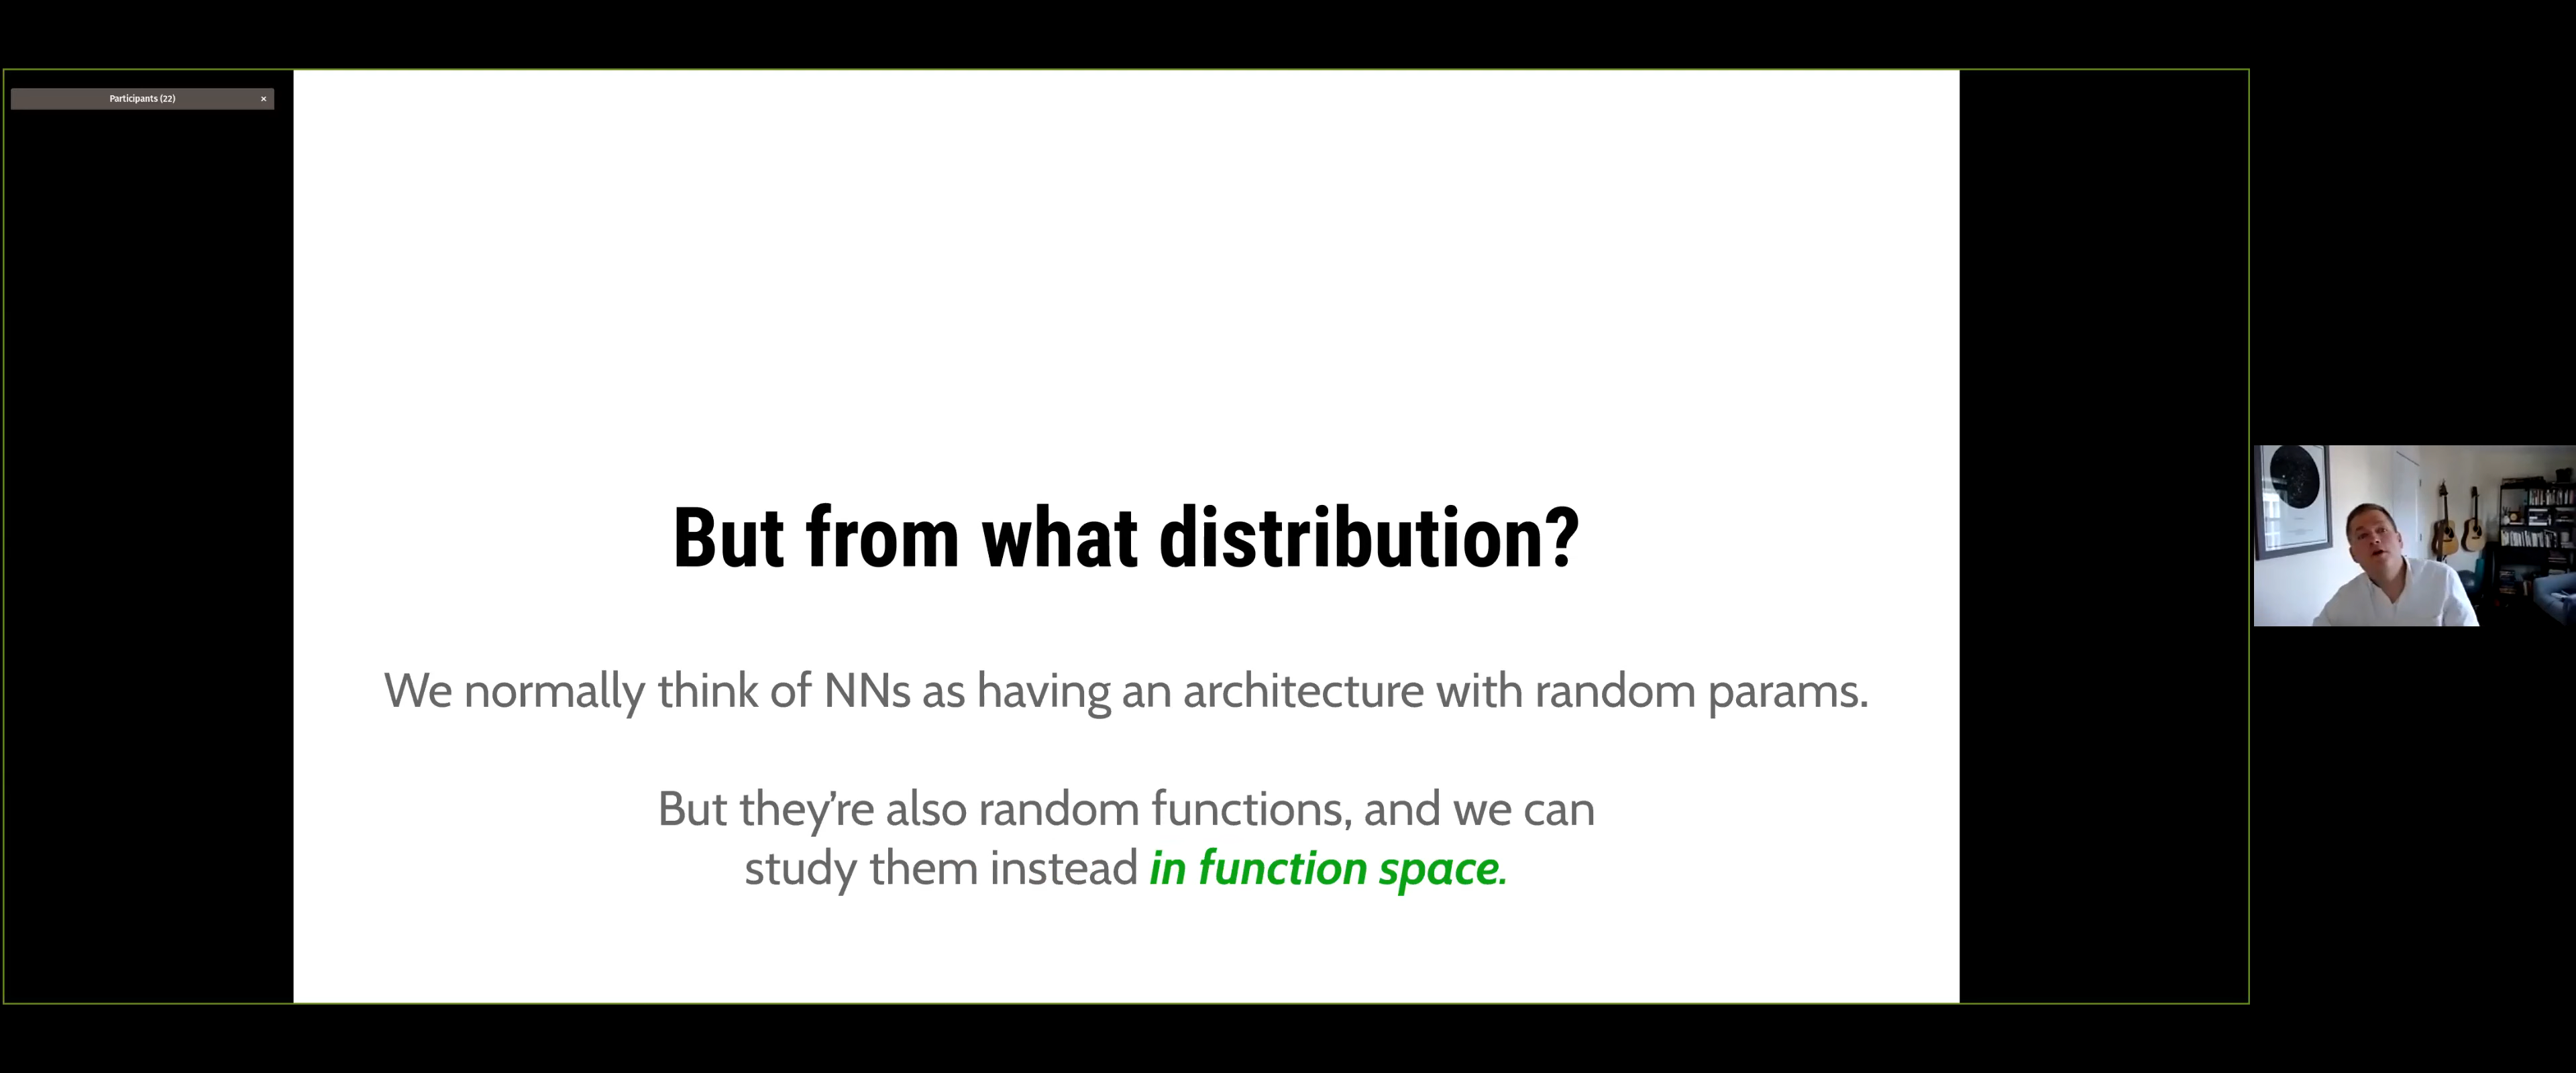 Participants (22)
×
But from what distribution?
We normally think of NNs as having an architecture with random params.
But they're also random functions, and we can
study them instead in function space.